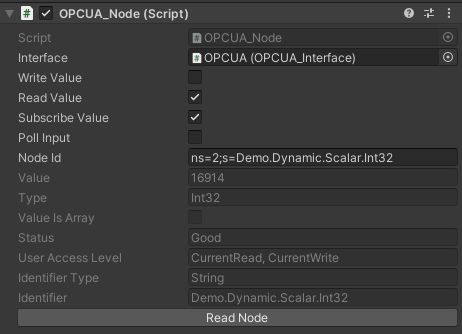 OPCUA_Node (Script)
Script OPCUA_Node
Interface OPCUA (OPCUA_Interface)
Write Value
Read Value
Subscribe Value
Poll Input
Node Id ns=2;s=Demo.Dynamic.Scalar.Int32
Value 16914
Type Int32
Value Is Array
Status Good
User Access Level CurrentRead, CurrentWrite
Identifier Type String
Identifier Demo.Dynamic.Scalar.Int32
Read Node